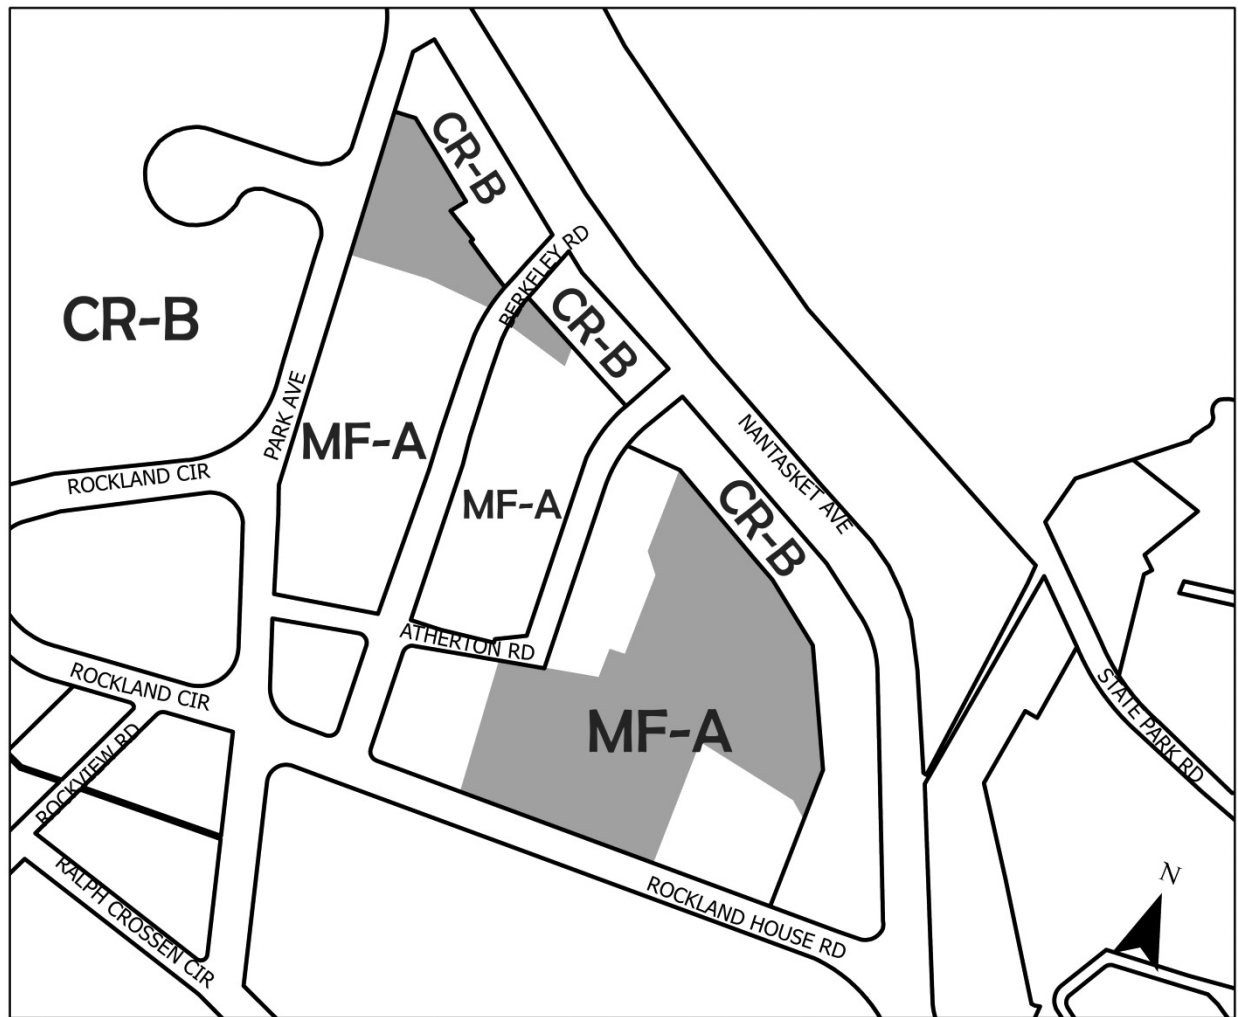 CR-B
BERKELEY RD
CR-B
CR-B
PARK AVE
MF-A
NANTASKET AVE
ROCKLAND CIR
MF-A
CR-B
ATHERTON RD
ROCKLAND CIR
STATE PARK RD
MF-A
ROCKVIEW RD
RALPH CROSSEN CIR
ROCKLAND HOUSE RD
N